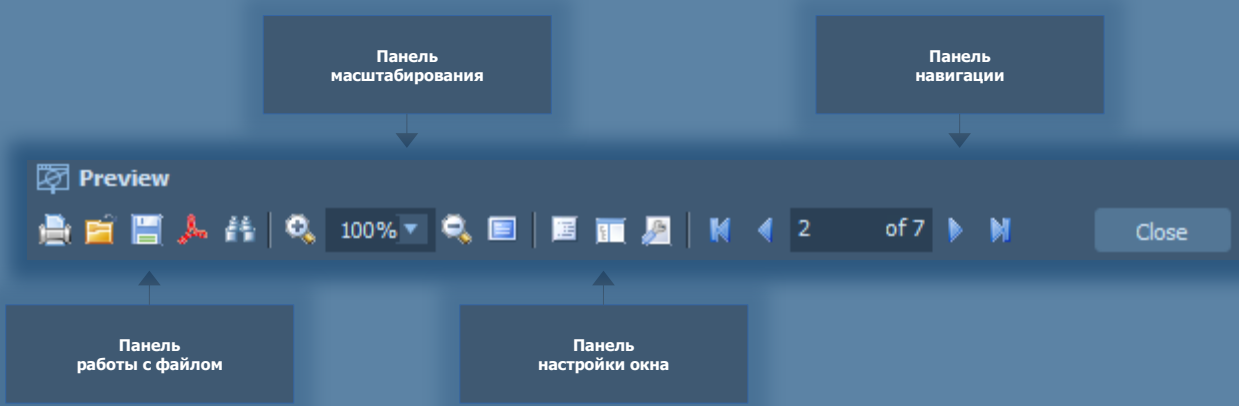 Панель
масштабирования
Панель
навигации
Preview
100%
2 of 7
Close
Панель
работы с файлом
Панель
настройки окна